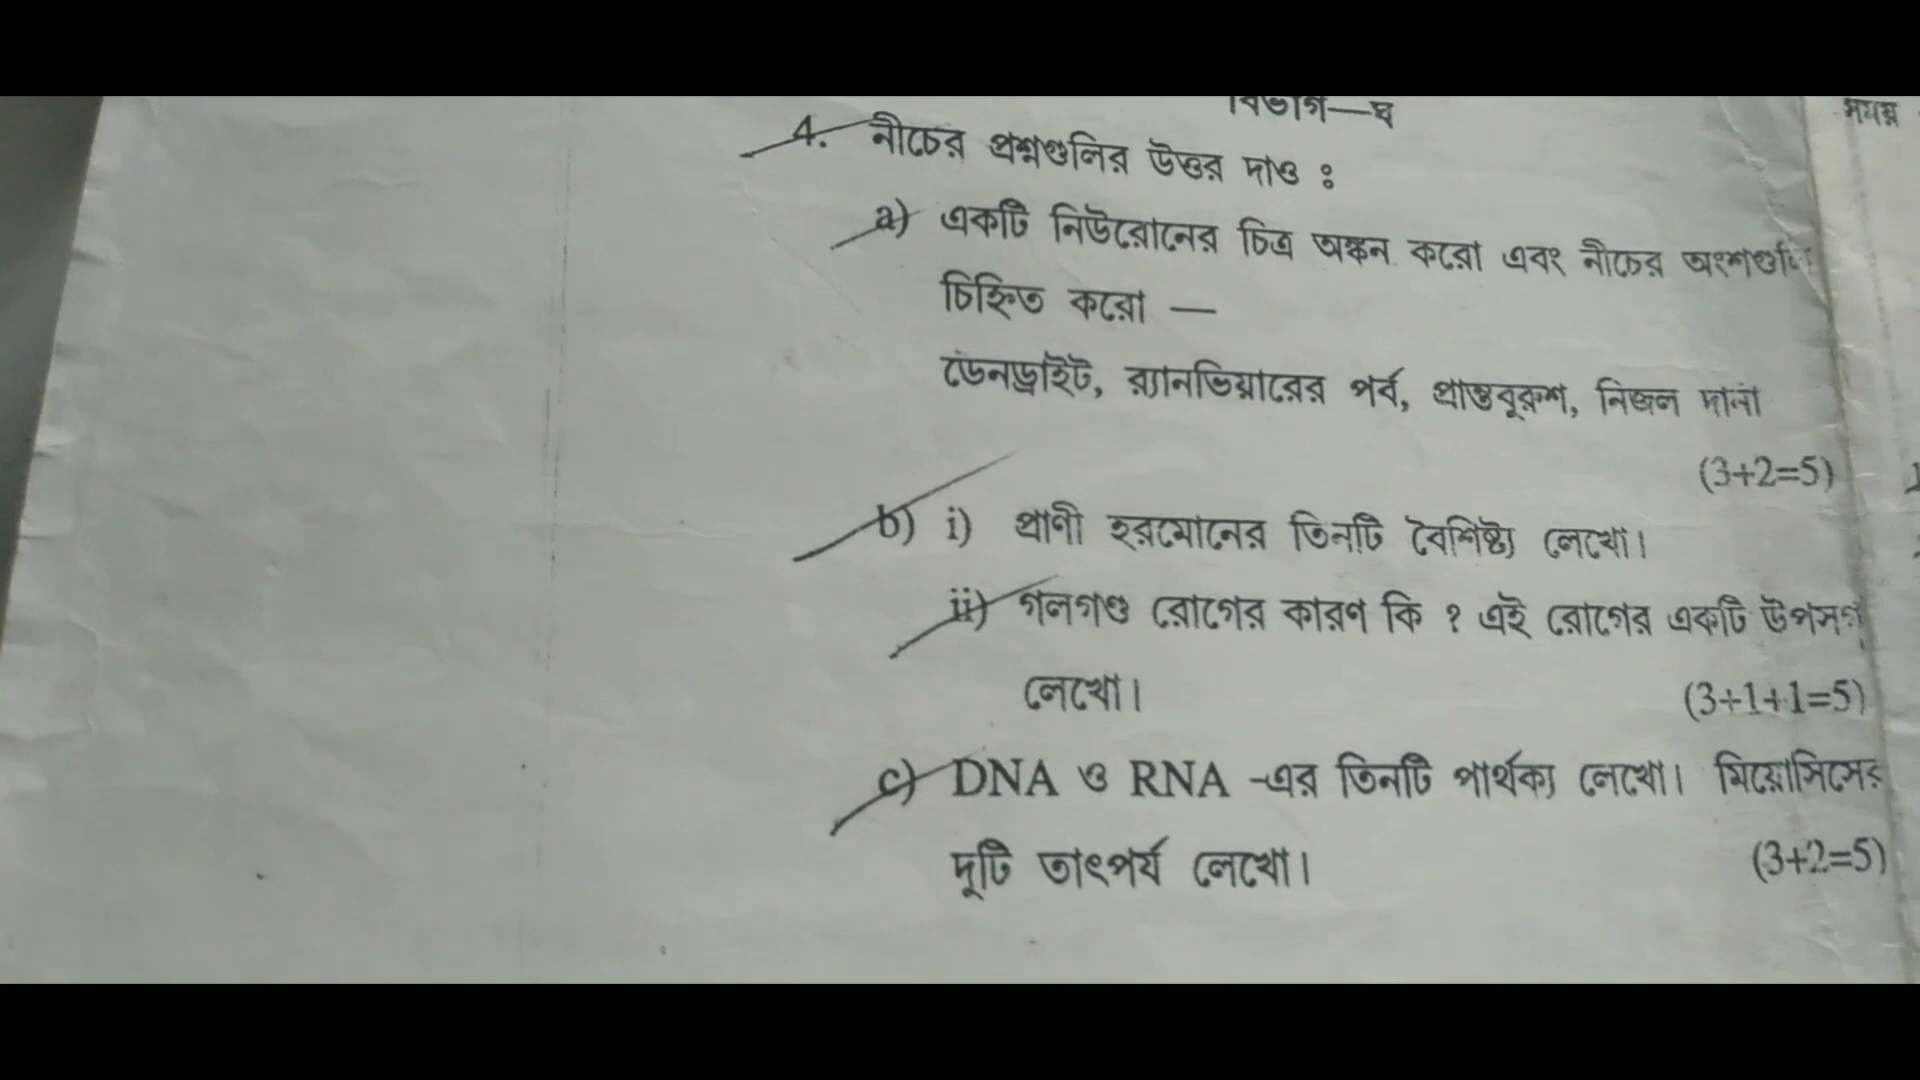 বিভাগ—ঘ
4. নীচের প্রশ্নগুলির উত্তর দাও :
a) একটি নিউরোনের চিত্র অঙ্কন করো এবং নীচের
চিহ্নিত করো —
ডেনড্রাইট, র‍্যানভিয়ারের পর্ব, প্রান্তবুরুশ, নিজল দানা
(3+2=5)
b) i) প্রাণী হরমোনের তিনটি বৈশিষ্ট্য লেখো।
ii) গলগণ্ড রোগের কারণ কি ? এই রোগের একটি উপসর্গ
লেখো। (3+1+1=5)
c) DNA ও RNA -এর তিনটি পার্থক্য লেখো। মিয়োসিসের
দুটি তাৎপর্য লেখো। (3+2=5)